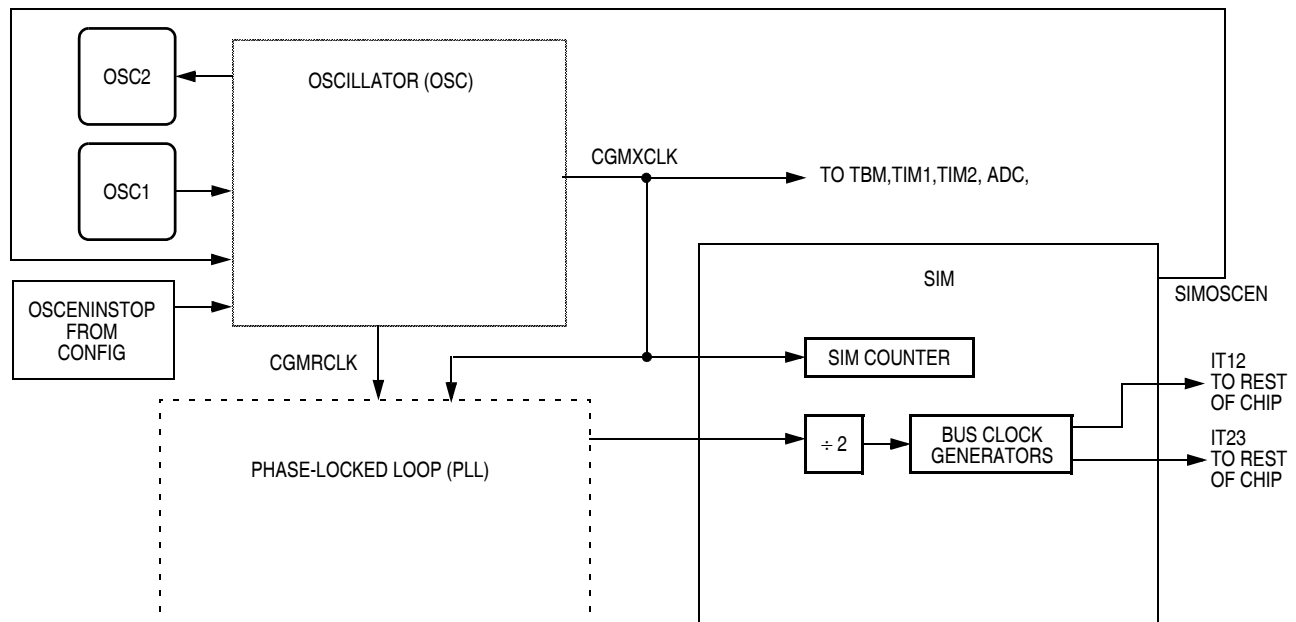 OSC2
OSCILLATOR (OSC)
CGMXCLK
OSC1
TO TBM,TIM1,TIM2, ADC,
SIM
SIMOSCEN
OSCENINSTOP
FROM
CONFIG
CGMRCLK
SIM COUNTER
IT12
TO REST
OF CHIP
÷ 2
BUS CLOCK
GENERATORS
IT23
TO REST
OF CHIP
PHASE-LOCKED LOOP (PLL)